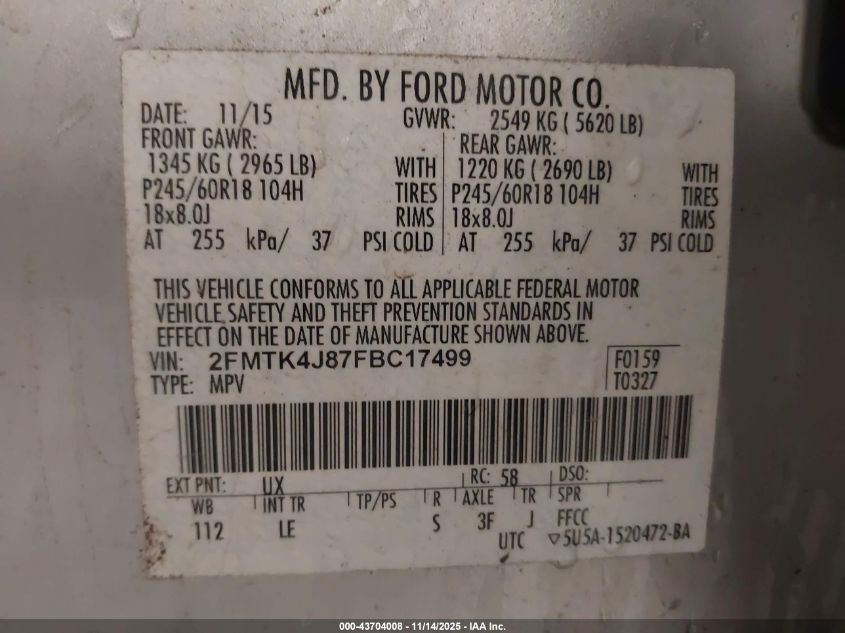 MFD. BY FORD MOTOR CO.
DATE: 11/15 GVWR: 2549 KG ( 5620 LB)
FRONT GAWR: REAR GAWR:
1345 KG ( 2965 LB) WITH 1220 KG ( 2690 LB) WITH
P245/60R18 104H TIRES P245/60R18 104H TIRES
18x8.0J RIMS 18x8.0J RIMS
AT 255 kPa/ 37 PSI COLD AT 255 kPa/ 37 PSI COLD
THIS VEHICLE CONFORMS TO ALL APPLICABLE FEDERAL MOTOR
VEHICLE SAFETY AND THEFT PREVENTION STANDARDS IN
EFFECT ON THE DATE OF MANUFACTURE SHOWN ABOVE.
VIN: 2FMTK4J87FBC17499 F0159
TYPE: MPV T0327
EXT PNT: UX RC: 58 DSO:
WB INT TR TP/PS R AXLE TR SPR
112 LE S 3F J FFCC
UTC ▽5U5A-1520472-BA
000-43704008 - 11/14/2025 - IAA Inc.